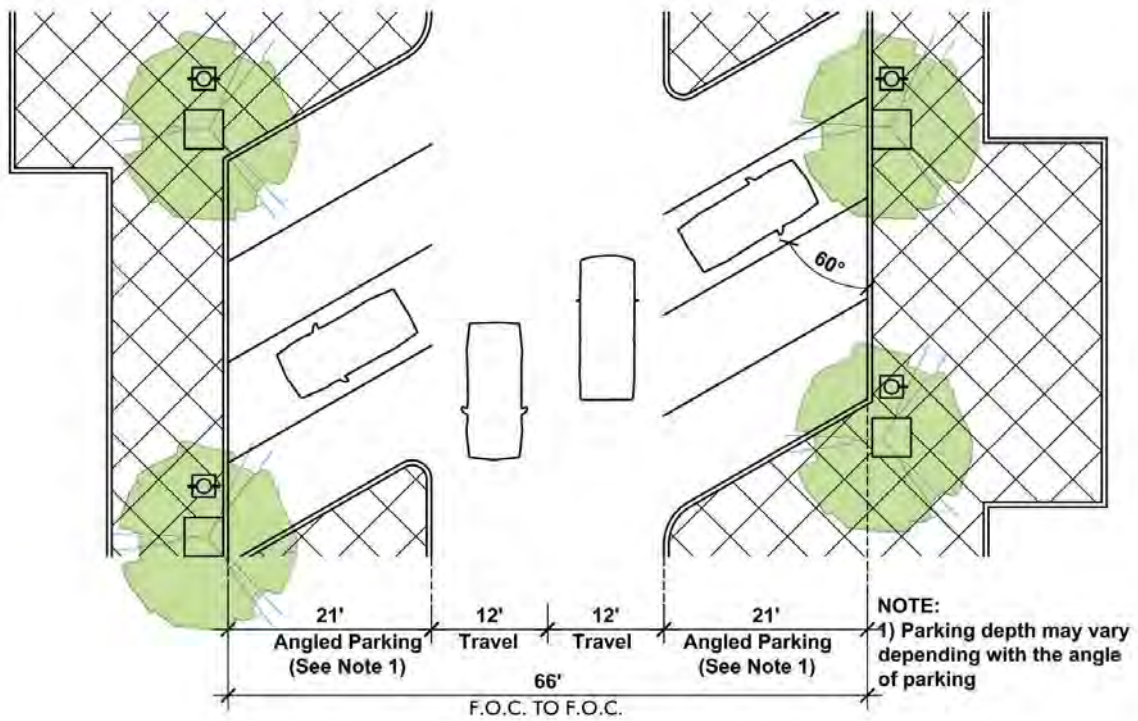 60°
21'
12'
12'
21'
Angled Parking
(See Note 1)
Travel
Travel
Angled Parking
(See Note 1)
66'
F.O.C. TO F.O.C.
NOTE:
1) Parking depth may vary
depending with the angle
of parking